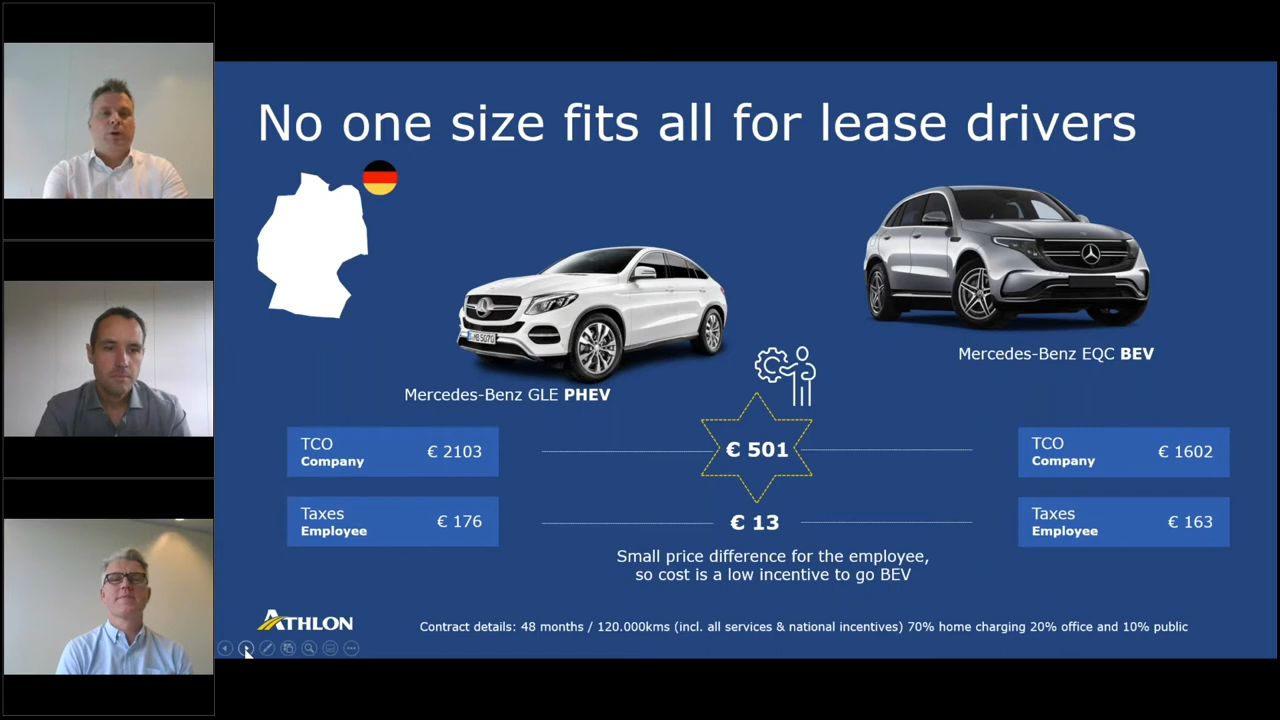 No one size fits all for lease drivers
Mercedes-Benz GLE PHEV
Mercedes-Benz EQC BEV
TCO
Company
€ 2103
€ 501
TCO
Company
€ 1602
Taxes
Employee
€ 176
€ 13
Taxes
Employee
€ 163
Small price difference for the employee,
so cost is a low incentive to go BEV
ATHLON
Contract details: 48 months / 120.000kms (incl. all services & national incentives) 70% home charging 20% office and 10% public